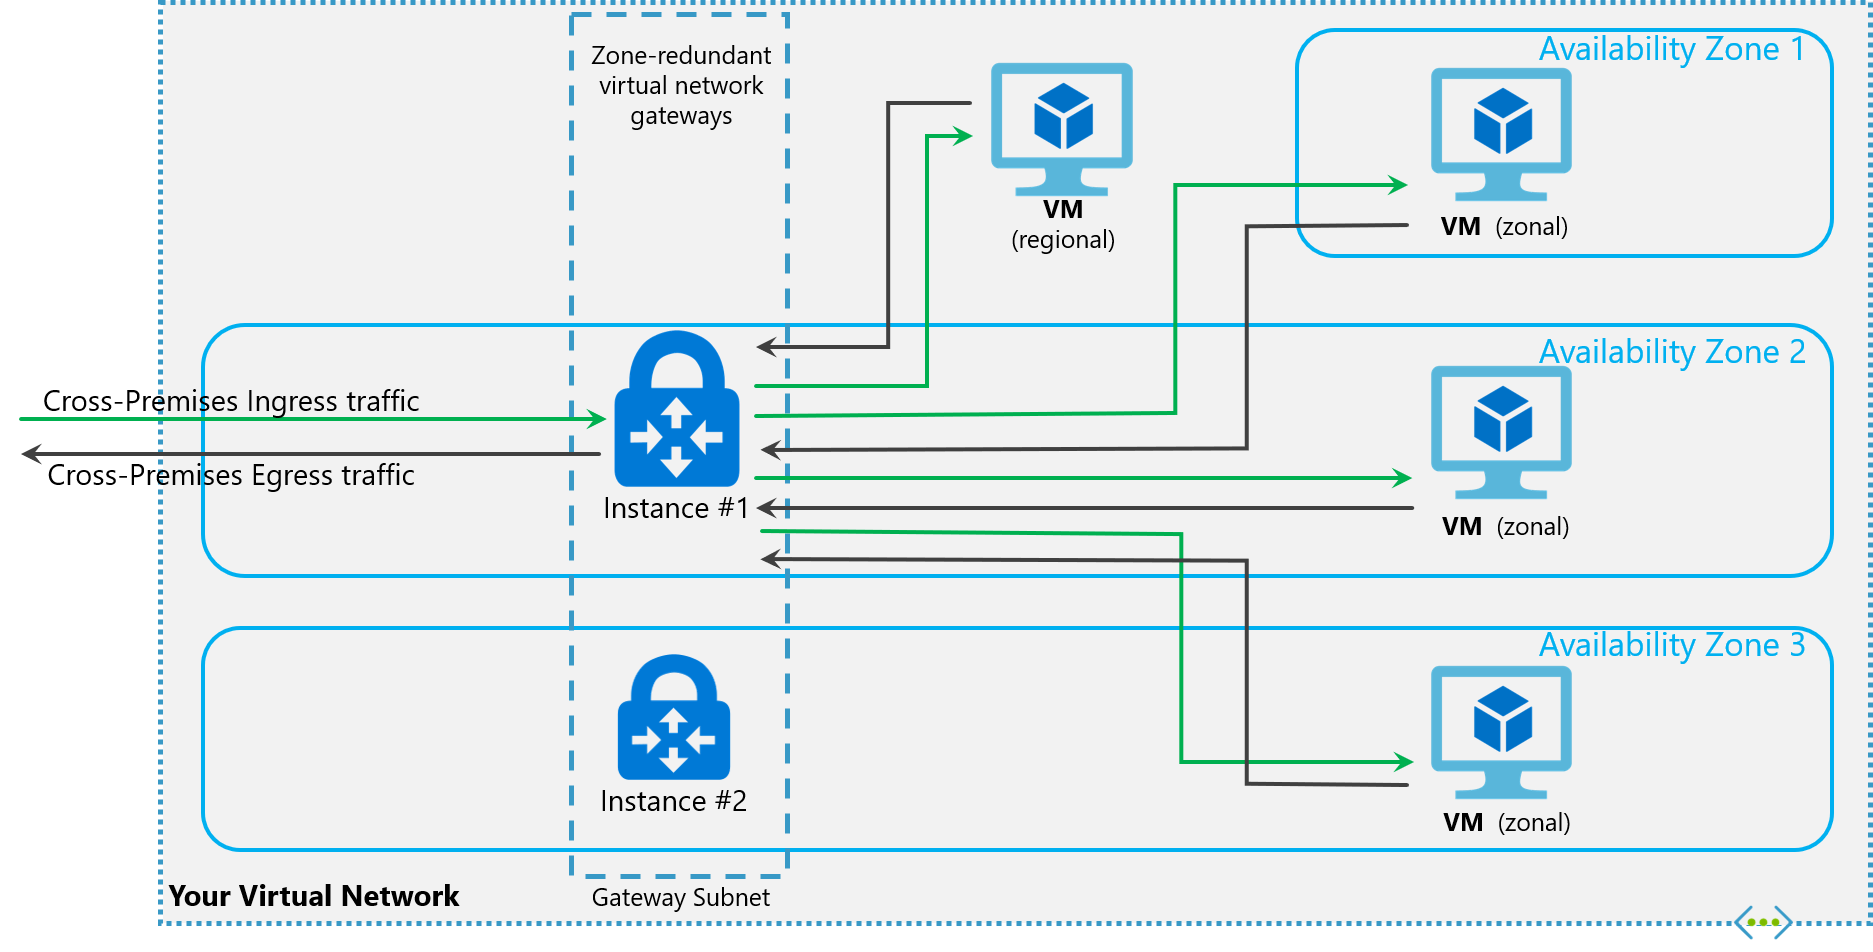 Zone-redundant
virtual network
gateways
Availability Zone 1
VM
(regional)
VM (zonal)
Availability Zone 2
Cross-Premises Ingress traffic
Cross-Premises Egress traffic
Instance #1
VM (zonal)
Availability Zone 3
Instance #2
VM (zonal)
Your Virtual Network
Gateway Subnet